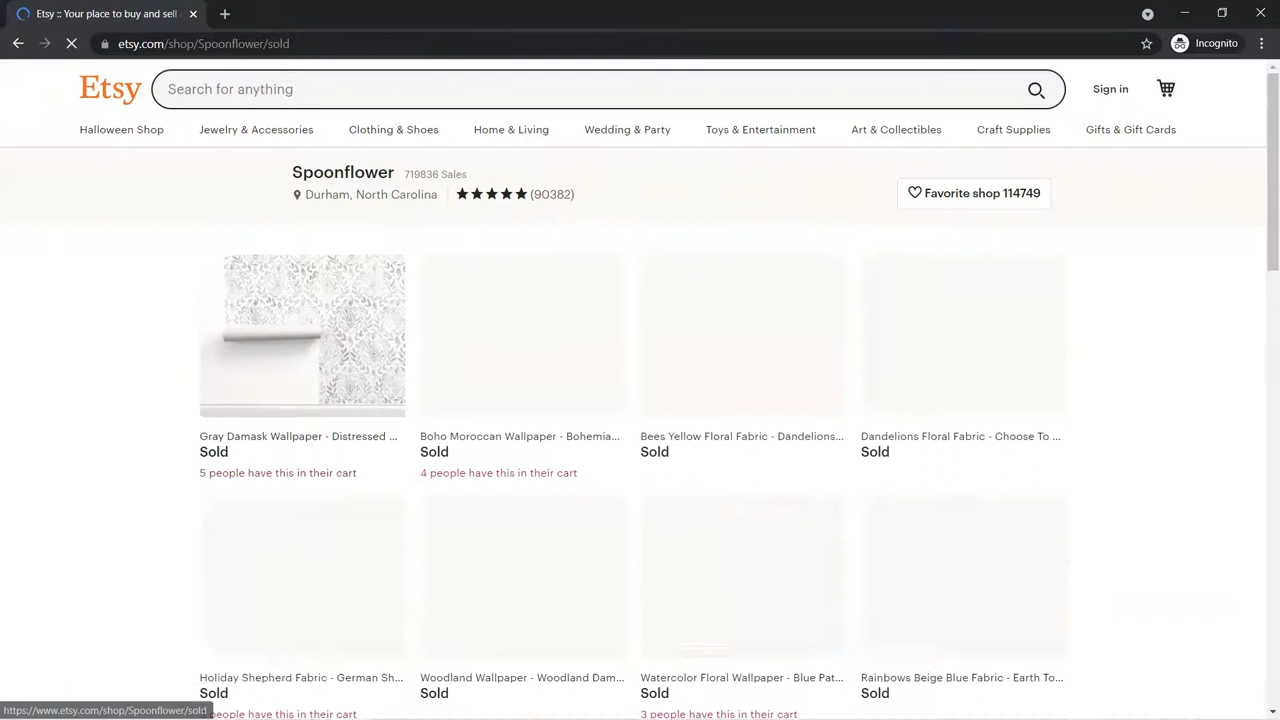 Etsy :: Your place to buy and sell
etsy.com/shop/Spoonflower/sold
Incognito
Etsy
Search for anything
Sign in
Halloween Shop
Jewelry & Accessories
Clothing & Shoes
Home & Living
Wedding & Party
Toys & Entertainment
Art & Collectibles
Craft Supplies
Gifts & Gift Cards
Spoonflower 719836 Sales
Durham, North Carolina
(90382)
Favorite shop 114749
Gray Damask Wallpaper - Distressed ...
Sold
5 people have this in their cart
Boho Moroccan Wallpaper - Bohemia...
Sold
4 people have this in their cart
Bees Yellow Floral Fabric - Dandelions...
Sold
Dandelions Floral Fabric - Choose To ...
Sold
Holiday Shepherd Fabric - German Sh...
Sold
people have this in their cart
Woodland Wallpaper - Woodland Dam...
Sold
Watercolor Floral Wallpaper - Blue Pat...
Sold
3 people have this in their cart
Rainbows Beige Blue Fabric - Earth To...
Sold
https://www.etsy.com/shop/Spoonflower/sold